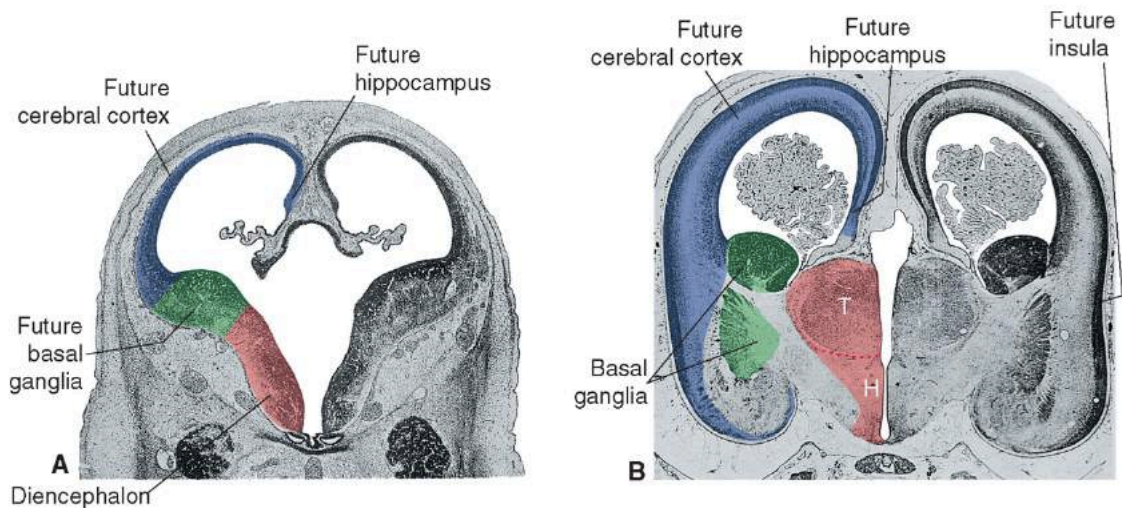 Future
hippocampus
Future
cerebral cortex
Future
basal
ganglia
A
Diencephalon
Future
cerebral cortex
Future
hippocampus
Future
insula
T
H
Basal
ganglia
B